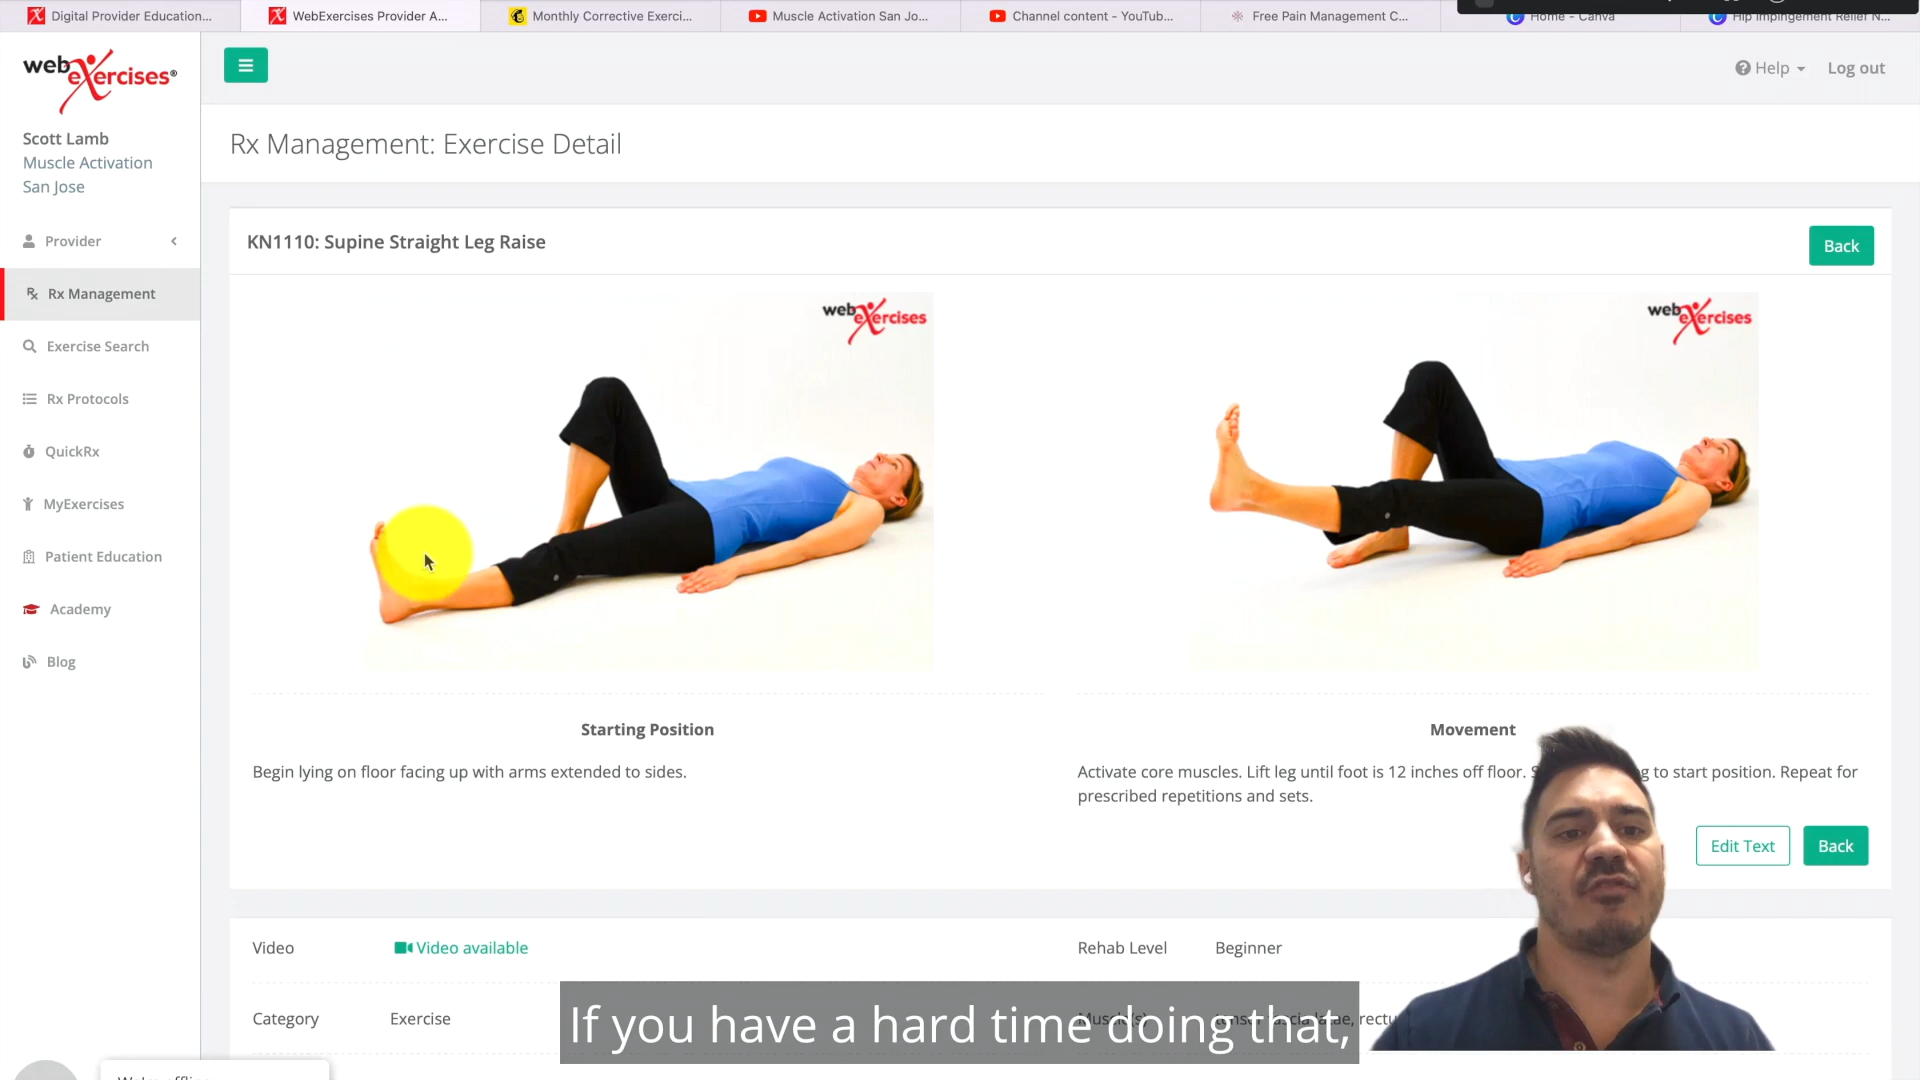 Digital Provider Education...
WebExercises Provider A...
Monthly Corrective Exerci...
Muscle Activation San Jo...
Channel content - YouTub...
Free Pain Management C...
Home - Canva
Hip Impingement Relief N...
webexercises®
Help
Log out
Scott Lamb
Muscle Activation
San Jose
Provider
Rx Management
Exercise Search
Rx Protocols
QuickRx
MyExercises
Patient Education
Academy
Blog
Rx Management: Exercise Detail
KN1110: Supine Straight Leg Raise
Back
webexercises
webexercises
Starting Position
Begin lying on floor facing up with arms extended to sides.
Movement
Activate core muscles. Lift leg until foot is 12 inches off floor. to start position. Repeat for
prescribed repetitions and sets.
Edit Text
Back
Video
Video available
Rehab Level
Beginner
Category
Exercise
If you have a hard time doing that,